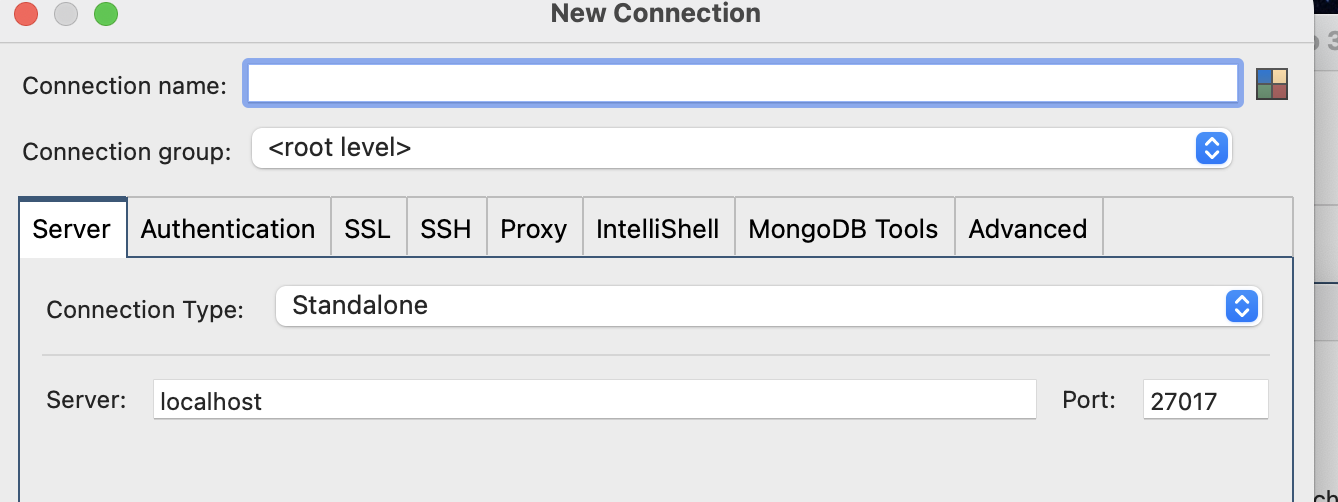 New Connection
Connection name:
Connection group: <root level>
Server Authentication SSL SSH Proxy IntelliShell MongoDB Tools Advanced
Connection Type: Standalone
Server: localhost Port: 27017